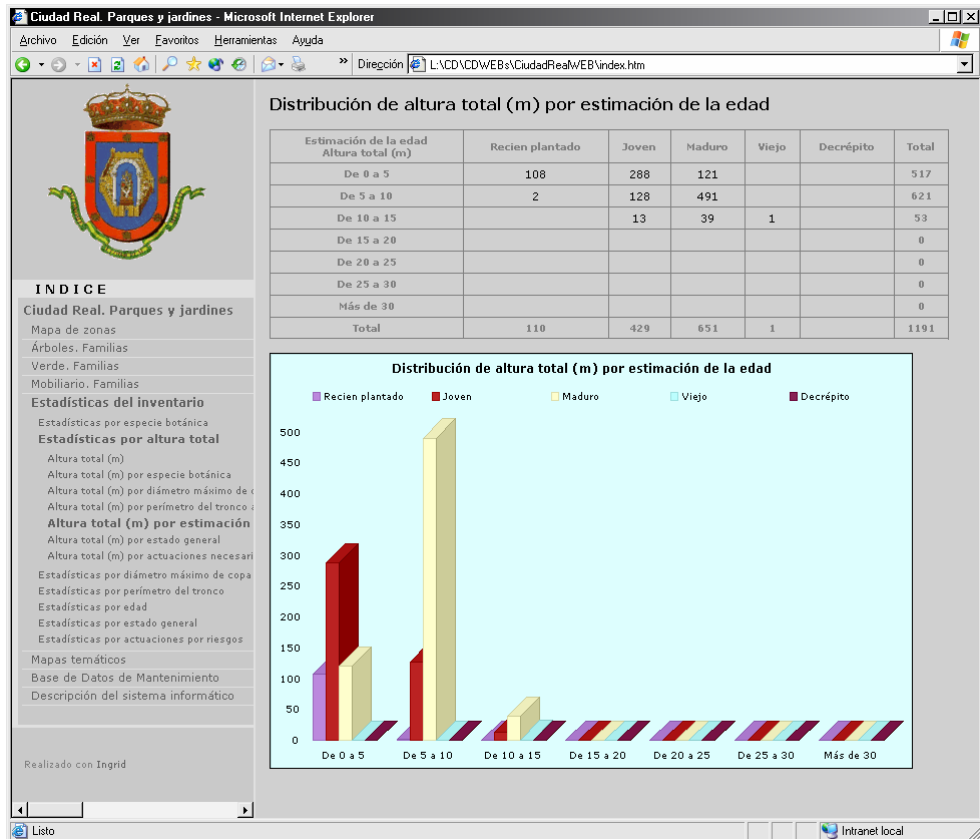 Ciudad Real. Parques y jardines - Microsoft Internet Explorer
Archivo Edición Ver Favoritos Herramientas Ayuda
» Dirección L:\CD\CDWEBs\CiudadRealWEB\index.htm
INDICE
Ciudad Real. Parques y jardines
Mapa de zonas
Árboles. Familias
Verde. Familias
Mobiliario. Familias
Estadísticas del inventario
Estadísticas por especie botánica
Estadísticas por altura total
Altura total (m)
Altura total (m) por especie botánica
Altura total (m) por diámetro máximo de c
Altura total (m) por perímetro del tronco a
Altura total (m) por estimación
Altura total (m) por estado general
Altura total (m) por actuaciones necesari
Estadísticas por diámetro máximo de copa
Estadísticas por perímetro del tronco
Estadísticas por edad
Estadísticas por estado general
Estadísticas por actuaciones por riesgos
Mapas temáticos
Base de Datos de Mantenimiento
Descripción del sistema informático
Realizado con Ingrid
Distribución de altura total (m) por estimación de la edad
Estimación de la edad
Altura total (m) Recien plantado Joven Maduro Viejo Decrépito Total
De 0 a 5 108 288 121 517
De 5 a 10 2 128 491 621
De 10 a 15 13 39 1 53
De 15 a 20 0
De 20 a 25 0
De 25 a 30 0
Más de 30 0
Total 110 429 651 1 1191
Distribución de altura total (m) por estimación de la edad
Recien plantado Joven Maduro Viejo Decrépito
500
450
400
350
300
250
200
150
100
50
0
De 0 a 5 De 5 a 10 De 10 a 15 De 15 a 20 De 20 a 25 De 25 a 30 Más de 30
Listo Intranet local